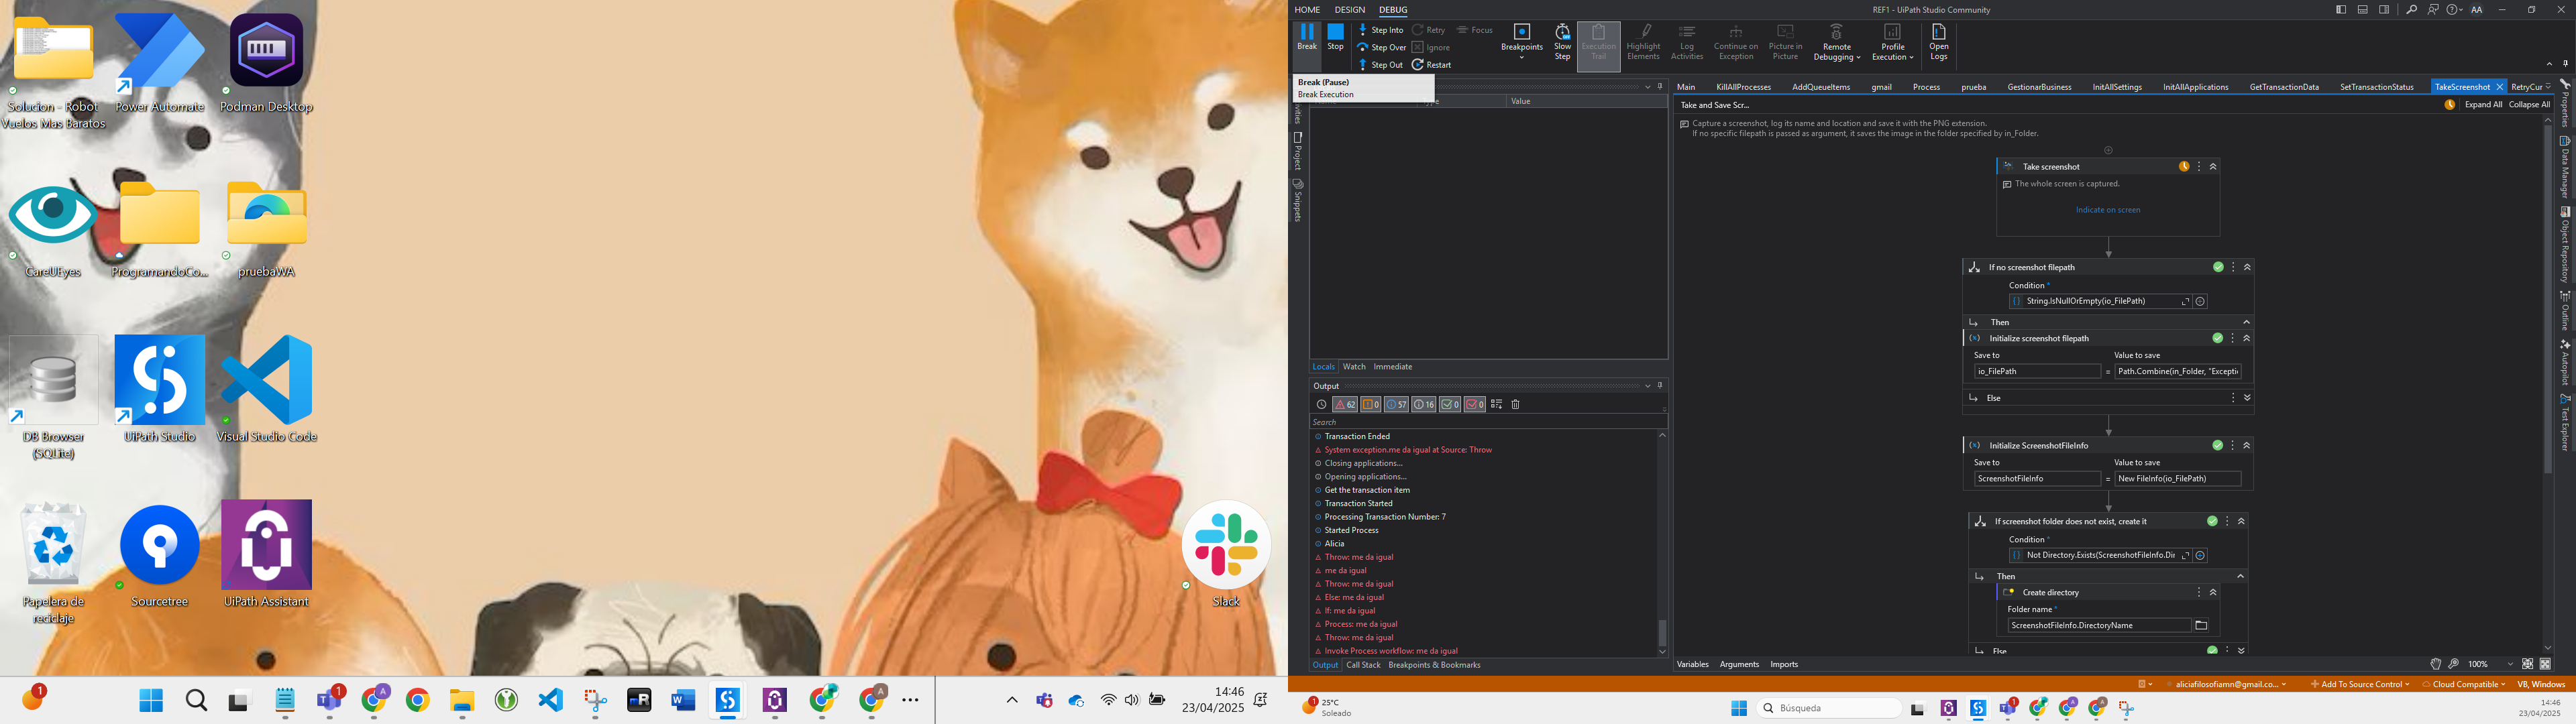 Solucion - Robot
Vuelos Mas Baratos
Power Automate
Podman Desktop
CareUEyes
ProgramandoCo...
pruebaWA
DB Browser
(SQLite)
UiPath Studio
Visual Studio Code
Papelera de
reciclaje
Sourcetree
UiPath Assistant
Slack
14:46
23/04/2025
HOME DESIGN DEBUG
REF1 - UiPath Studio Community
AA
Break
Stop
Step Into
Step Over
Step Out
Retry
Ignore
Restart
Focus
Breakpoints
Slow
Step
Execution
Trail
Highlight
Elements
Log
Activities
Continue on
Exception
Picture in
Picture
Remote
Debugging
Profile
Execution
Open
Logs
Break (Pause)
Break Execution
Value
Project
Snippets
Locals Watch Immediate
Output
62 0 57 16 0 0
Search
Transaction Ended
System exception.me da igual at Source: Throw
Closing applications...
Opening applications...
Get the transaction item
Transaction Started
Processing Transaction Number: 7
Started Process
Alicia
Throw: me da igual
me da igual
Throw: me da igual
Else: me da igual
If: me da igual
Process: me da igual
Throw: me da igual
Invoke Process workflow: me da igual
Output Call Stack Breakpoints & Bookmarks
Main KillAllProcesses AddQueueItems gmail Process prueba GestionarBusiness InitAllSettings InitAllApplications GetTransactionData SetTransactionStatus TakeScreenshot RetryCur
Take and Save Scr...
Expand All Collapse All
Capture a screenshot, log its name and location and save it with the PNG extension.
If no specific filepath is passed as argument, it saves the image in the folder specified by in_Folder.
Take screenshot
The whole screen is captured.
Indicate on screen
If no screenshot filepath
Condition *
String.IsNullOrEmpty(io_FilePath)
Then
Initialize screenshot filepath
Save to Value to save
io_FilePath = Path.Combine(in_Folder, "Excepti
Else
Initialize ScreenshotFileInfo
Save to Value to save
ScreenshotFileInfo = New FileInfo(io_FilePath)
If screenshot folder does not exist, create it
Condition *
Not Directory.Exists(ScreenshotFileInfo.Dir
Then
Create directory
Folder name *
ScreenshotFileInfo.DirectoryName
Else
Variables Arguments Imports
100%
Properties
Data Manager
Object Repository
Outline
Autopilot
Test Explorer
aliciafilosofiamn@gmail.co...
Add To Source Control
Cloud Compatible
VB, Windows
25°C
Soleado
Búsqueda
14:46
23/04/2025